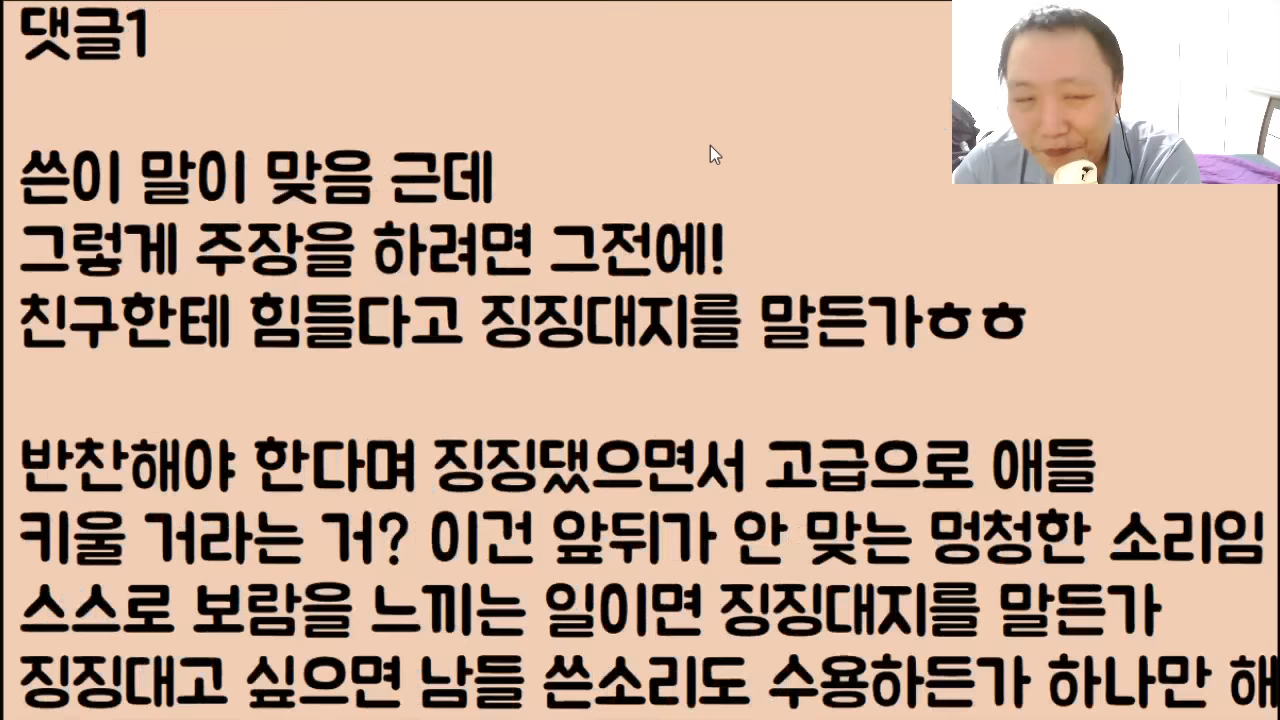 댓글1
쓴이 말이 맞음 근데
그렇게 주장을 하려면 그전에!
친구한테 힘들다고 징징대지를 말든가ㅎㅎ
반찬해야 한다며 징징댔으면서 고급으로 애들
키울 거라는 거? 이건 앞뒤가 안 맞는 멍청한 소리임
스스로 보람을 느끼는 일이면 징징대지를 말든가
징징대고 싶으면 남들 쓴소리도 수용하든가 하나만 해